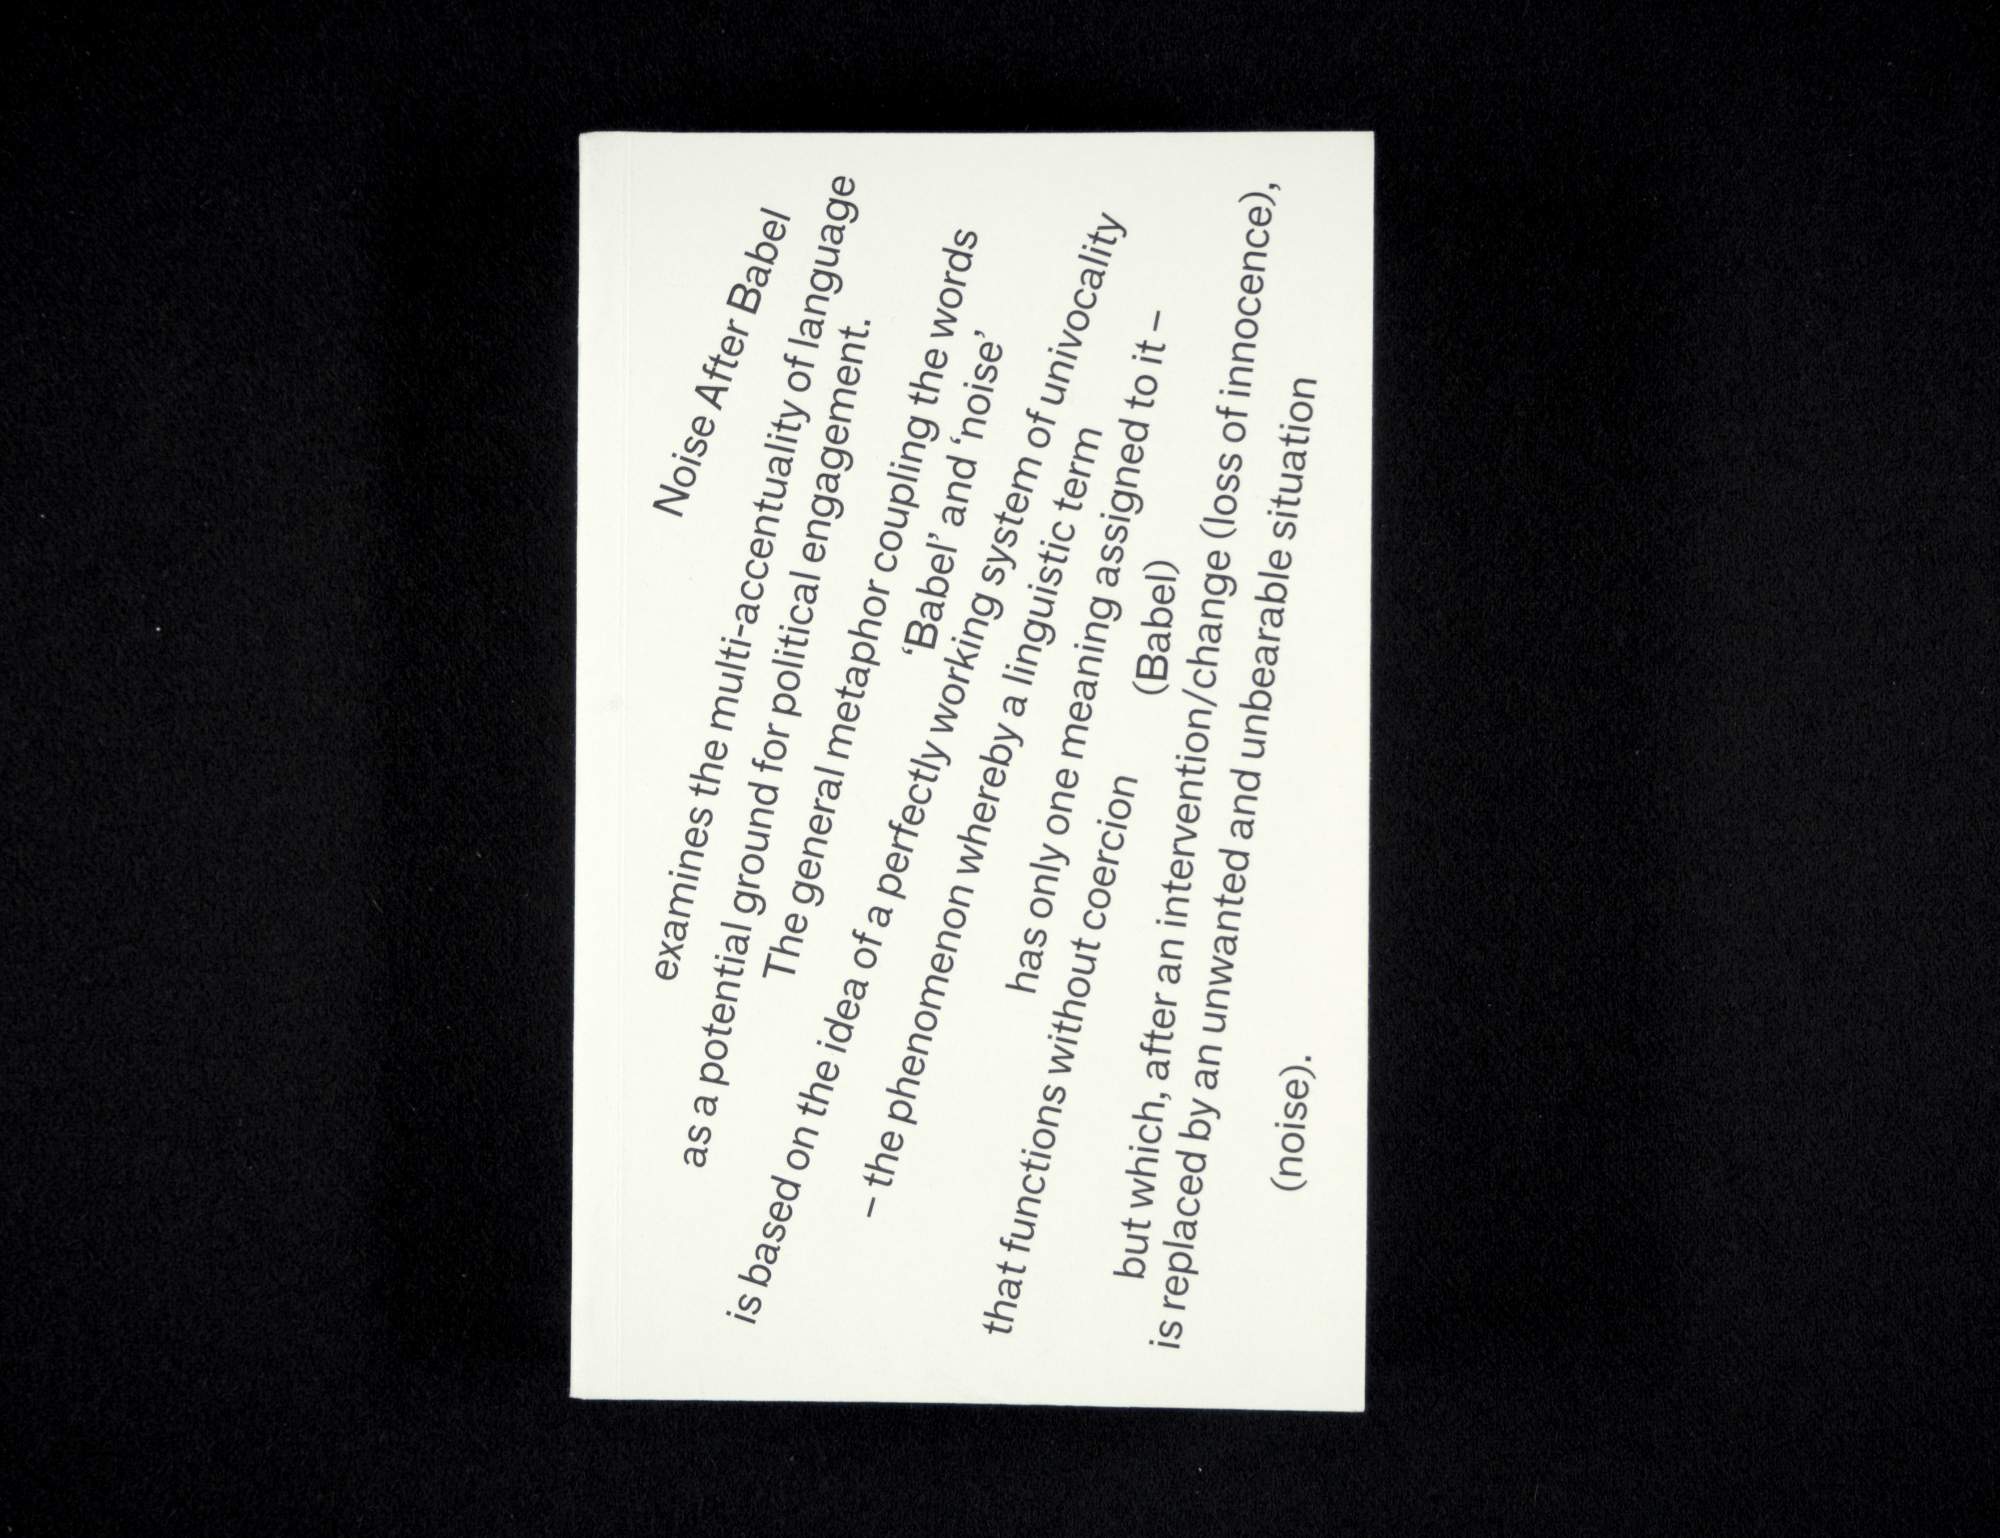 Noise After Babel
examines the multi-accentuality of language
as a potential ground for political engagement.
The general metaphor coupling the words
‘Babel’ and ‘noise’
is based on the idea of a perfectly working system of univocality
– the phenomenon whereby a linguistic term
has only one meaning assigned to it –
that functions without coercion
(Babel)
but which, after an intervention/change (loss of innocence),
is replaced by an unwanted and unbearable situation
(noise).